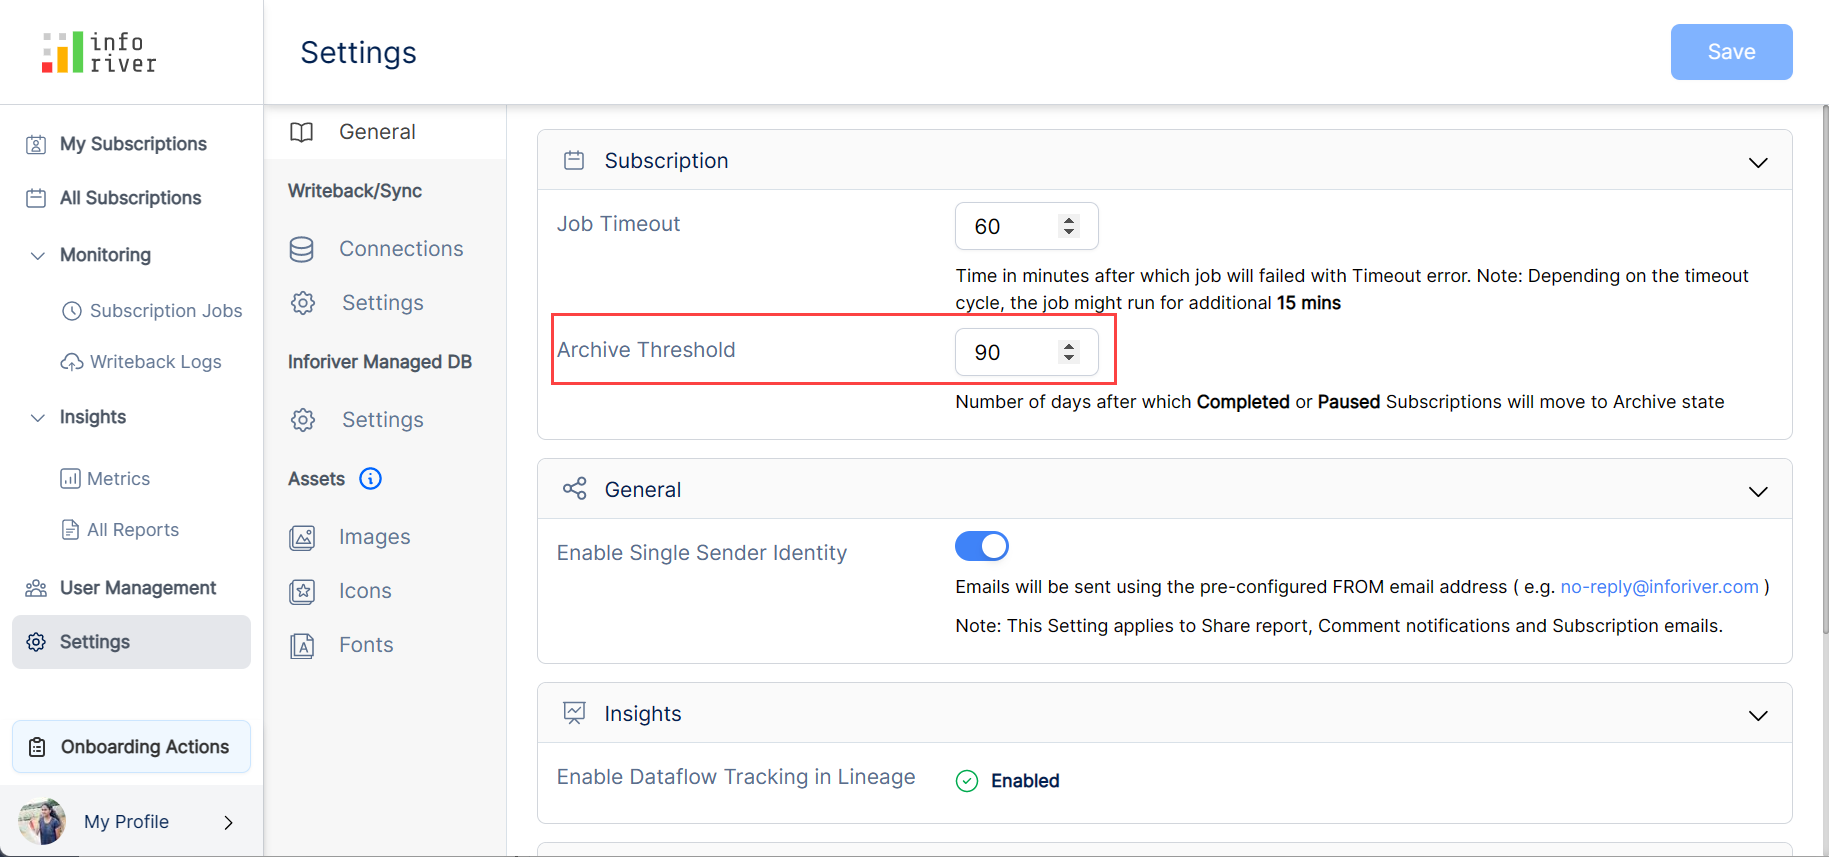 info
river
Settings
Save
My Subscriptions
All Subscriptions
Monitoring
Subscription Jobs
Writeback Logs
Insights
Metrics
All Reports
User Management
Settings
Onboarding Actions
My Profile
General
Writeback/Sync
Connections
Settings
Inforiver Managed DB
Settings
Assets
Images
Icons
Fonts
Subscription
Job Timeout
60
Time in minutes after which job will failed with Timeout error. Note: Depending on the timeout
cycle, the job might run for additional 15 mins
Archive Threshold
90
Number of days after which Completed or Paused Subscriptions will move to Archive state
General
Enable Single Sender Identity
Emails will be sent using the pre-configured FROM email address ( e.g. no-reply@inforiver.com )
Note: This Setting applies to Share report, Comment notifications and Subscription emails.
Insights
Enable Dataflow Tracking in Lineage
Enabled